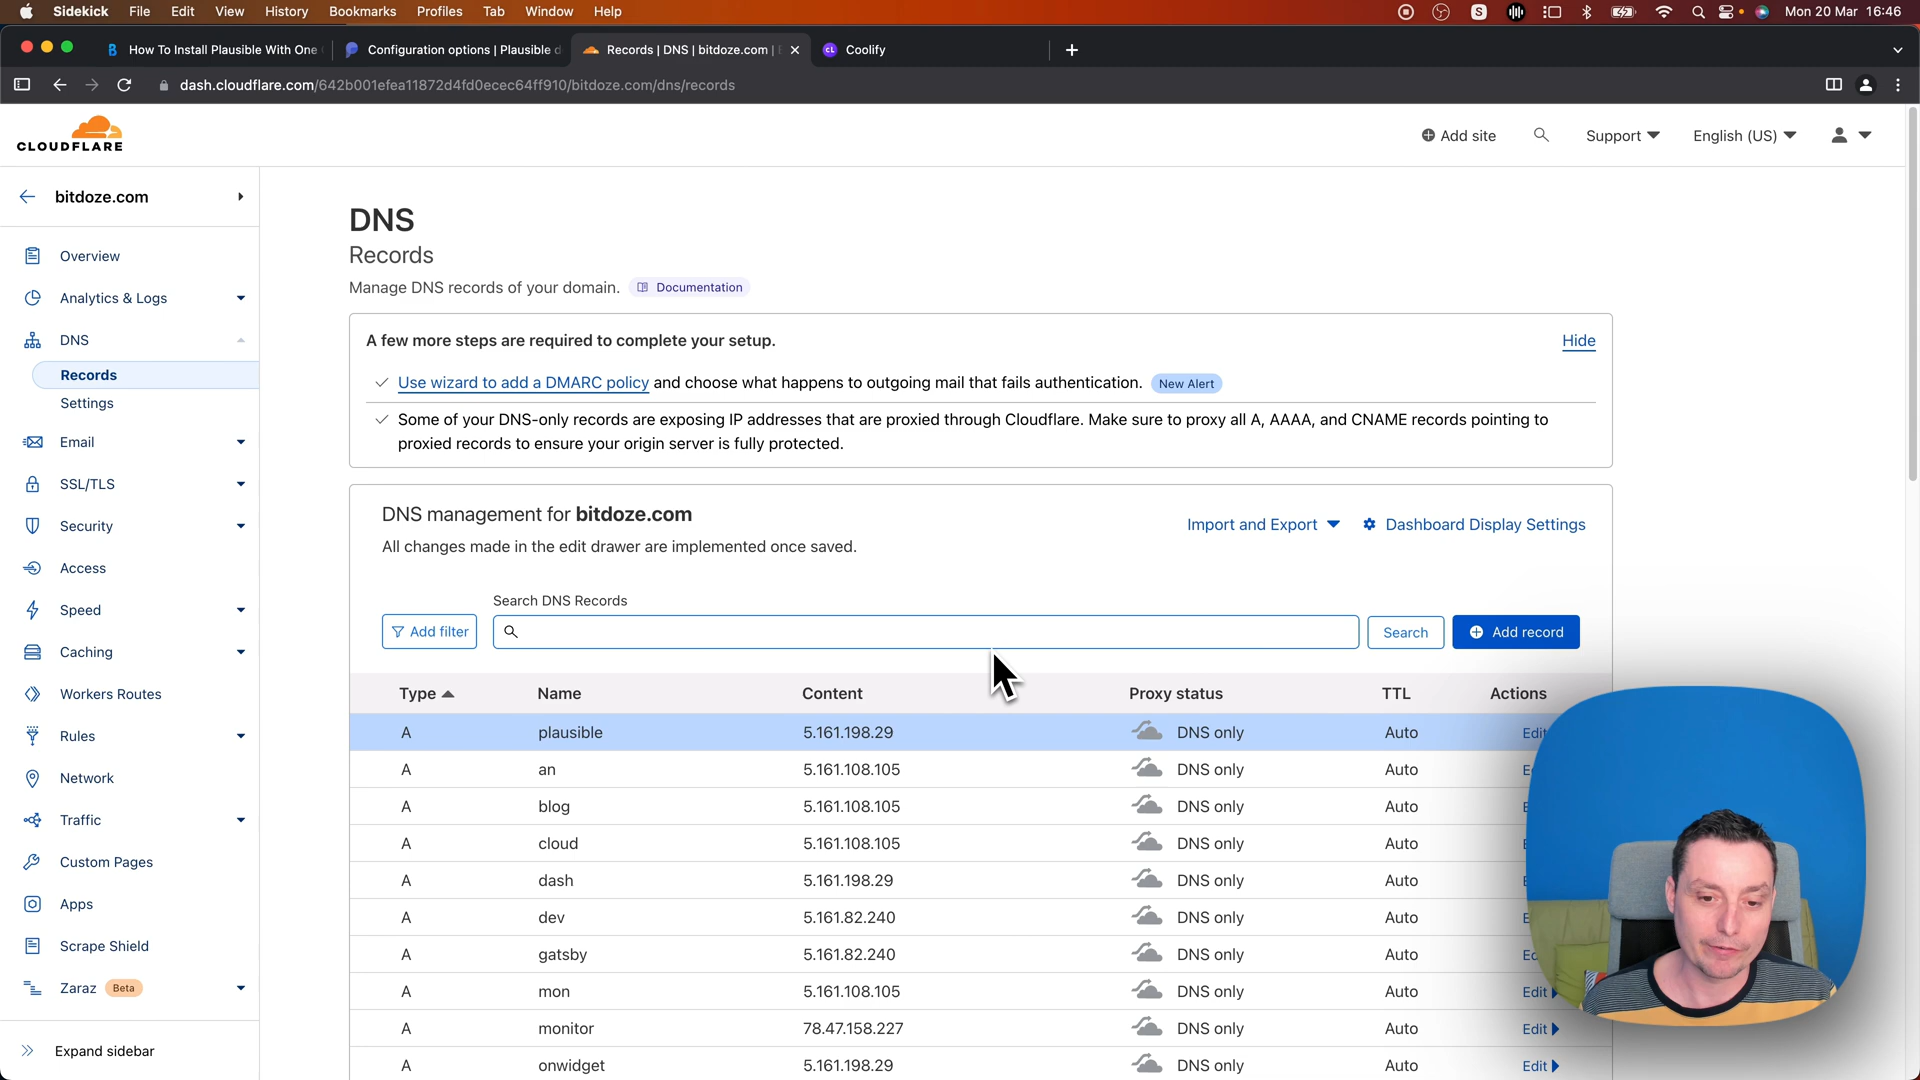 Sidekick File Edit View History Bookmarks Profiles Tab Window Help
S
Mon 20 Mar 16:46
B How To Install Plausible With One
Configuration options | Plausible d
Records | DNS | bitdoze.com |
CL Coolify
dash.cloudflare.com/642b001efea11872d4fd0ecec64ff910/bitdoze.com/dns/records
CLOUDFLARE
Add site
Support
English (US)
bitdoze.com
Overview
Analytics & Logs
DNS
Records
Settings
Email
SSL/TLS
Security
Access
Speed
Caching
Workers Routes
Rules
Network
Traffic
Custom Pages
Apps
Scrape Shield
Zaraz Beta
Expand sidebar
DNS
Records
Manage DNS records of your domain. Documentation
A few more steps are required to complete your setup. Hide
Use wizard to add a DMARC policy and choose what happens to outgoing mail that fails authentication. New Alert
Some of your DNS-only records are exposing IP addresses that are proxied through Cloudflare. Make sure to proxy all A, AAAA, and CNAME records pointing to
proxied records to ensure your origin server is fully protected.
DNS management for bitdoze.com
All changes made in the edit drawer are implemented once saved.
Import and Export Dashboard Display Settings
Search DNS Records
Add filter Search Add record
Type Name Content Proxy status TTL Actions
A plausible 5.161.198.29 DNS only Auto Edit
A an 5.161.108.105 DNS only Auto
A blog 5.161.108.105 DNS only Auto
A cloud 5.161.108.105 DNS only Auto
A dash 5.161.198.29 DNS only Auto
A dev 5.161.82.240 DNS only Auto
A gatsby 5.161.82.240 DNS only Auto
A mon 5.161.108.105 DNS only Auto Edit
A monitor 78.47.158.227 DNS only Auto Edit
A onwidget 5.161.198.29 DNS only Auto Edit